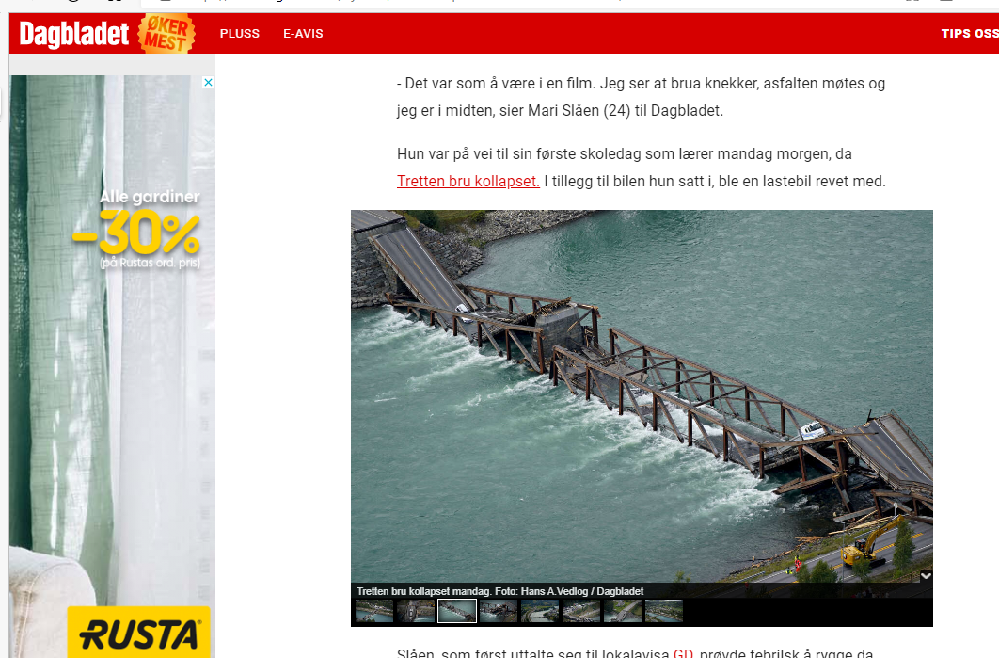 Dagbladet
ØKER
MEST
PLUSS
E-AVIS
TIPS OSS
- Det var som å være i en film. Jeg ser at brua knekker, asfalten møtes og
jeg er i midten, sier Mari Slåen (24) til Dagbladet.
Hun var på vei til sin første skoledag som lærer mandag morgen, da
Tretten bru kollapset. I tillegg til bilen hun satt i, ble en lastebil revet med.
Alle gardiner
-30%
(på Rustas ord. pris)
RUSTA
Tretten bru kollapset mandag. Foto: Hans A.Vedlog / Dagbladet
Slåen, som først uttalte seg til lokalavisa GD, prøvde febrilsk å rygge da